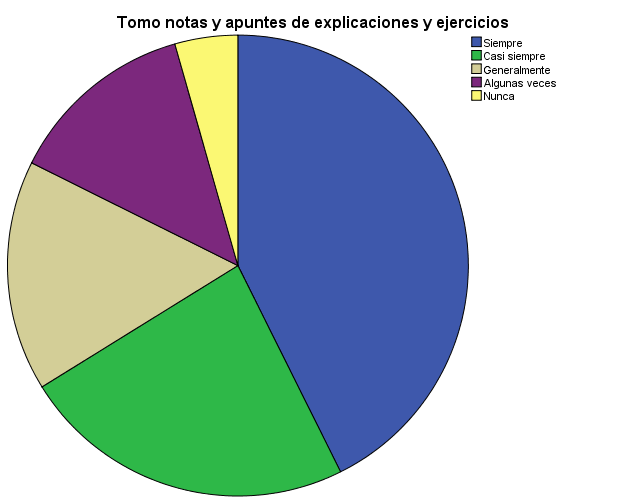 Tomo notas y apuntes de explicaciones y ejercicios
Siempre
Casi siempre
Generalmente
Algunas veces
Nunca